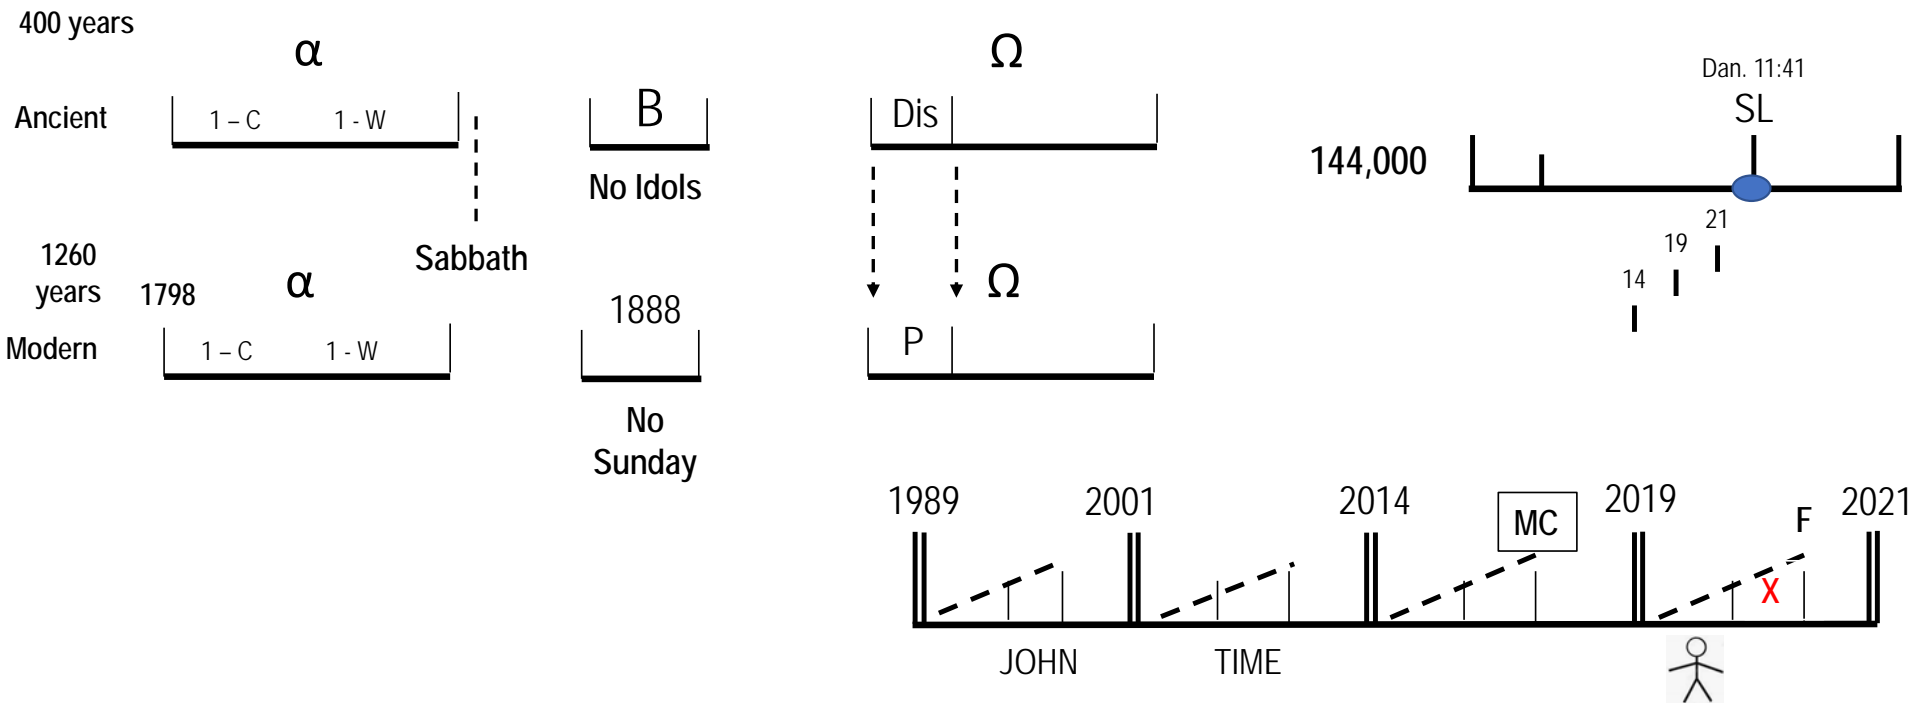 400 years
α
Ω
Dan. 11:41
SL
Ancient
1 – C
1 - W
B
Dis
144,000
No Idols
21
19
14
Sabbath
1260
years
1798
α
1888
Ω
Modern
1 – C
1 - W
P
No
Sunday
1989
2001
2014
MC
2019
F
2021
X
JOHN
TIME